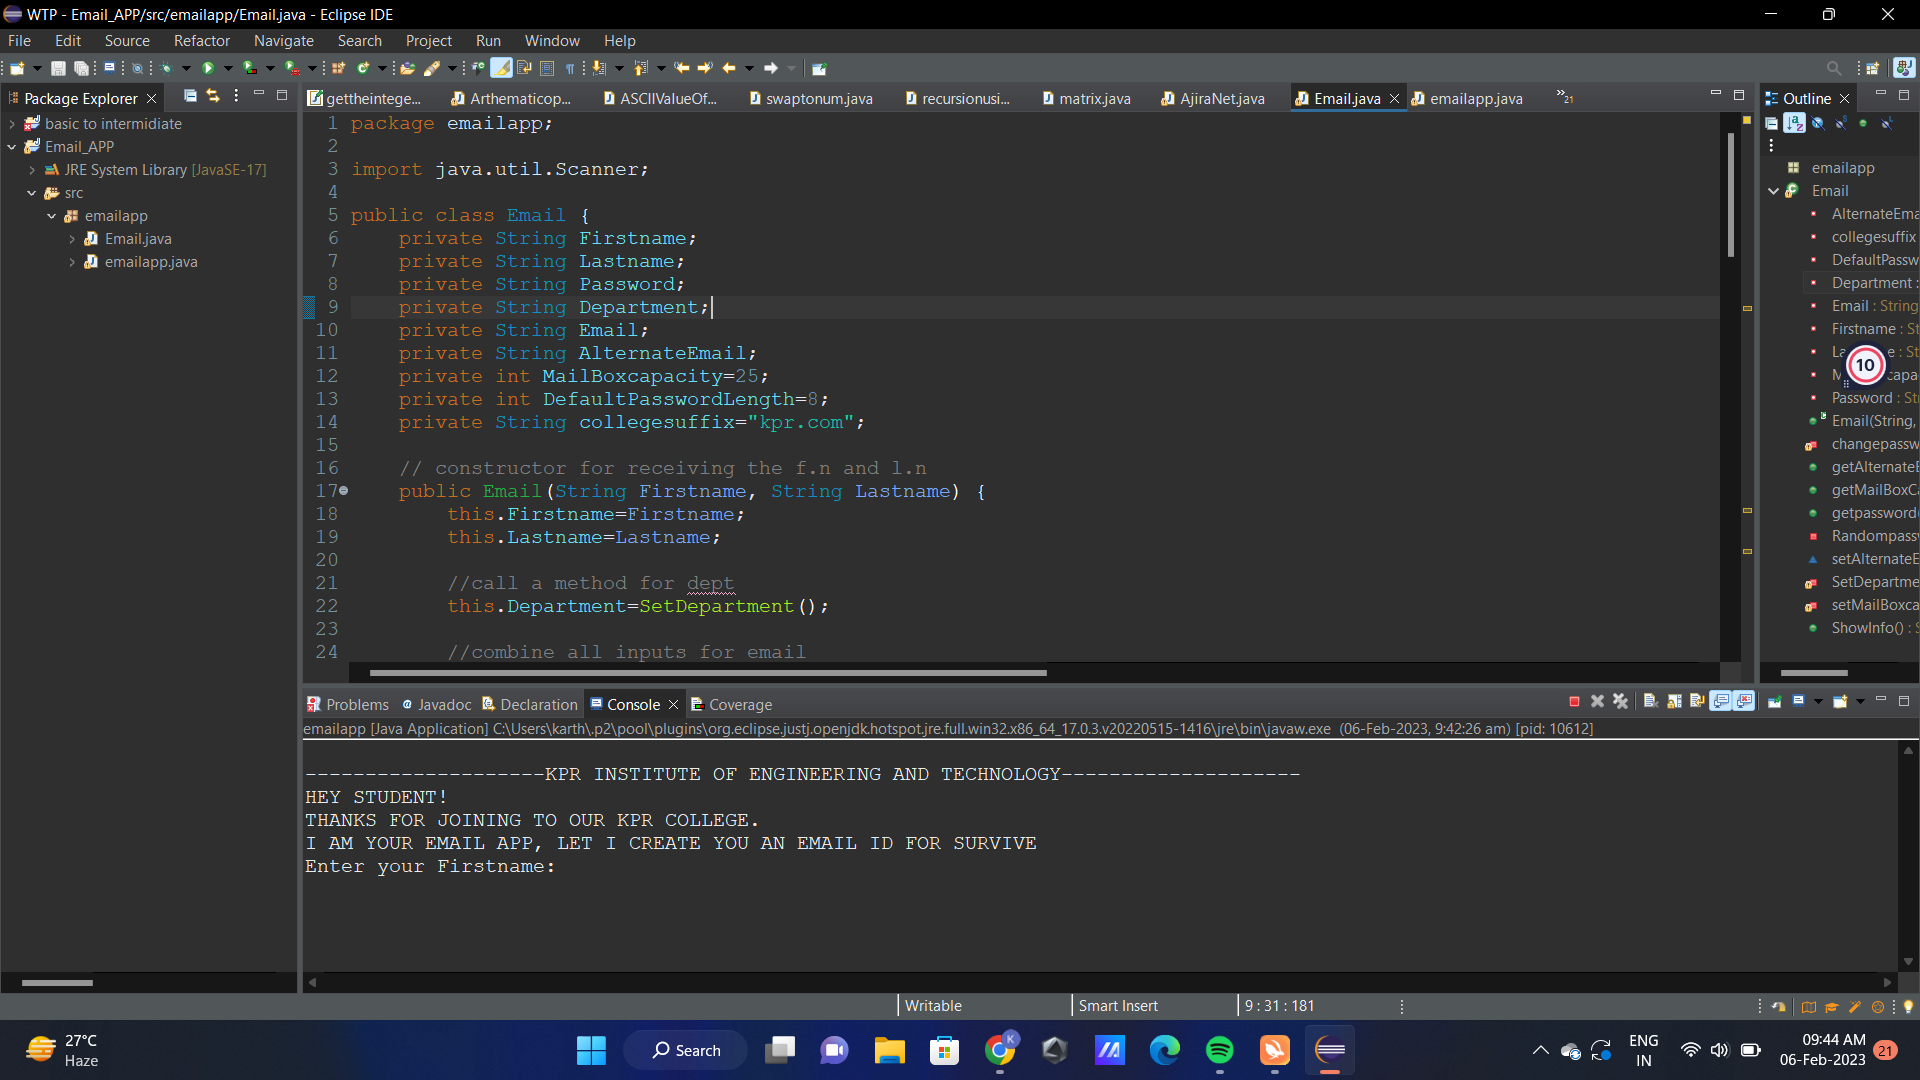 WTP - Email_APP/src/emailapp/Email.java - Eclipse IDE
File Edit Source Refactor Navigate Search Project Run Window Help
Package Explorer
gettheintege...
Arthematicop...
ASCIIValueOf...
swaptonum.java
recursionusi...
matrix.java
AjiraNet.java
Email.java
emailapp.java
»21
Outline
basic to intermidiate
Email_APP
JRE System Library [JavaSE-17]
src
emailapp
Email.java
emailapp.java
1 package emailapp;
2
3 import java.util.Scanner;
4
5 public class Email {
6 private String Firstname;
7 private String Lastname;
8 private String Password;
9 private String Department;
10 private String Email;
11 private String AlternateEmail;
12 private int MailBoxcapacity=25;
13 private int DefaultPasswordLength=8;
14 private String collegesuffix="kpr.com";
15
16 // constructor for receiving the f.n and l.n
17 public Email(String Firstname, String Lastname) {
18 this.Firstname=Firstname;
19 this.Lastname=Lastname;
20
21 //call a method for dept
22 this.Department=SetDepartment();
23
24 //combine all inputs for email
emailapp
Email
AlternateEma
collegesuffix
DefaultPassw
Department :
Email : String
Firstname : St
La e : St
M capa
10
Password : Str
Email(String,
changepassw
getAlternateE
getMailBoxCa
getpassword(
Randompassw
setAlternateE
SetDepartme
setMailBoxca
ShowInfo() : S
Problems
Javadoc
Declaration
Console
Coverage
emailapp [Java Application] C:\Users\karth\.p2\pool\plugins\org.eclipse.justj.openjdk.hotspot.jre.full.win32.x86_64_17.0.3.v20220515-1416\jre\bin\javaw.exe (06-Feb-2023, 9:42:26 am) [pid: 10612]
--------------------KPR INSTITUTE OF ENGINEERING AND TECHNOLOGY--------------------
HEY STUDENT!
THANKS FOR JOINING TO OUR KPR COLLEGE.
I AM YOUR EMAIL APP, LET I CREATE YOU AN EMAIL ID FOR SURVIVE
Enter your Firstname:
Writable
Smart Insert
9 : 31 : 181
27°C
Haze
Search
K
ENG
IN
09:44 AM
06-Feb-2023
21